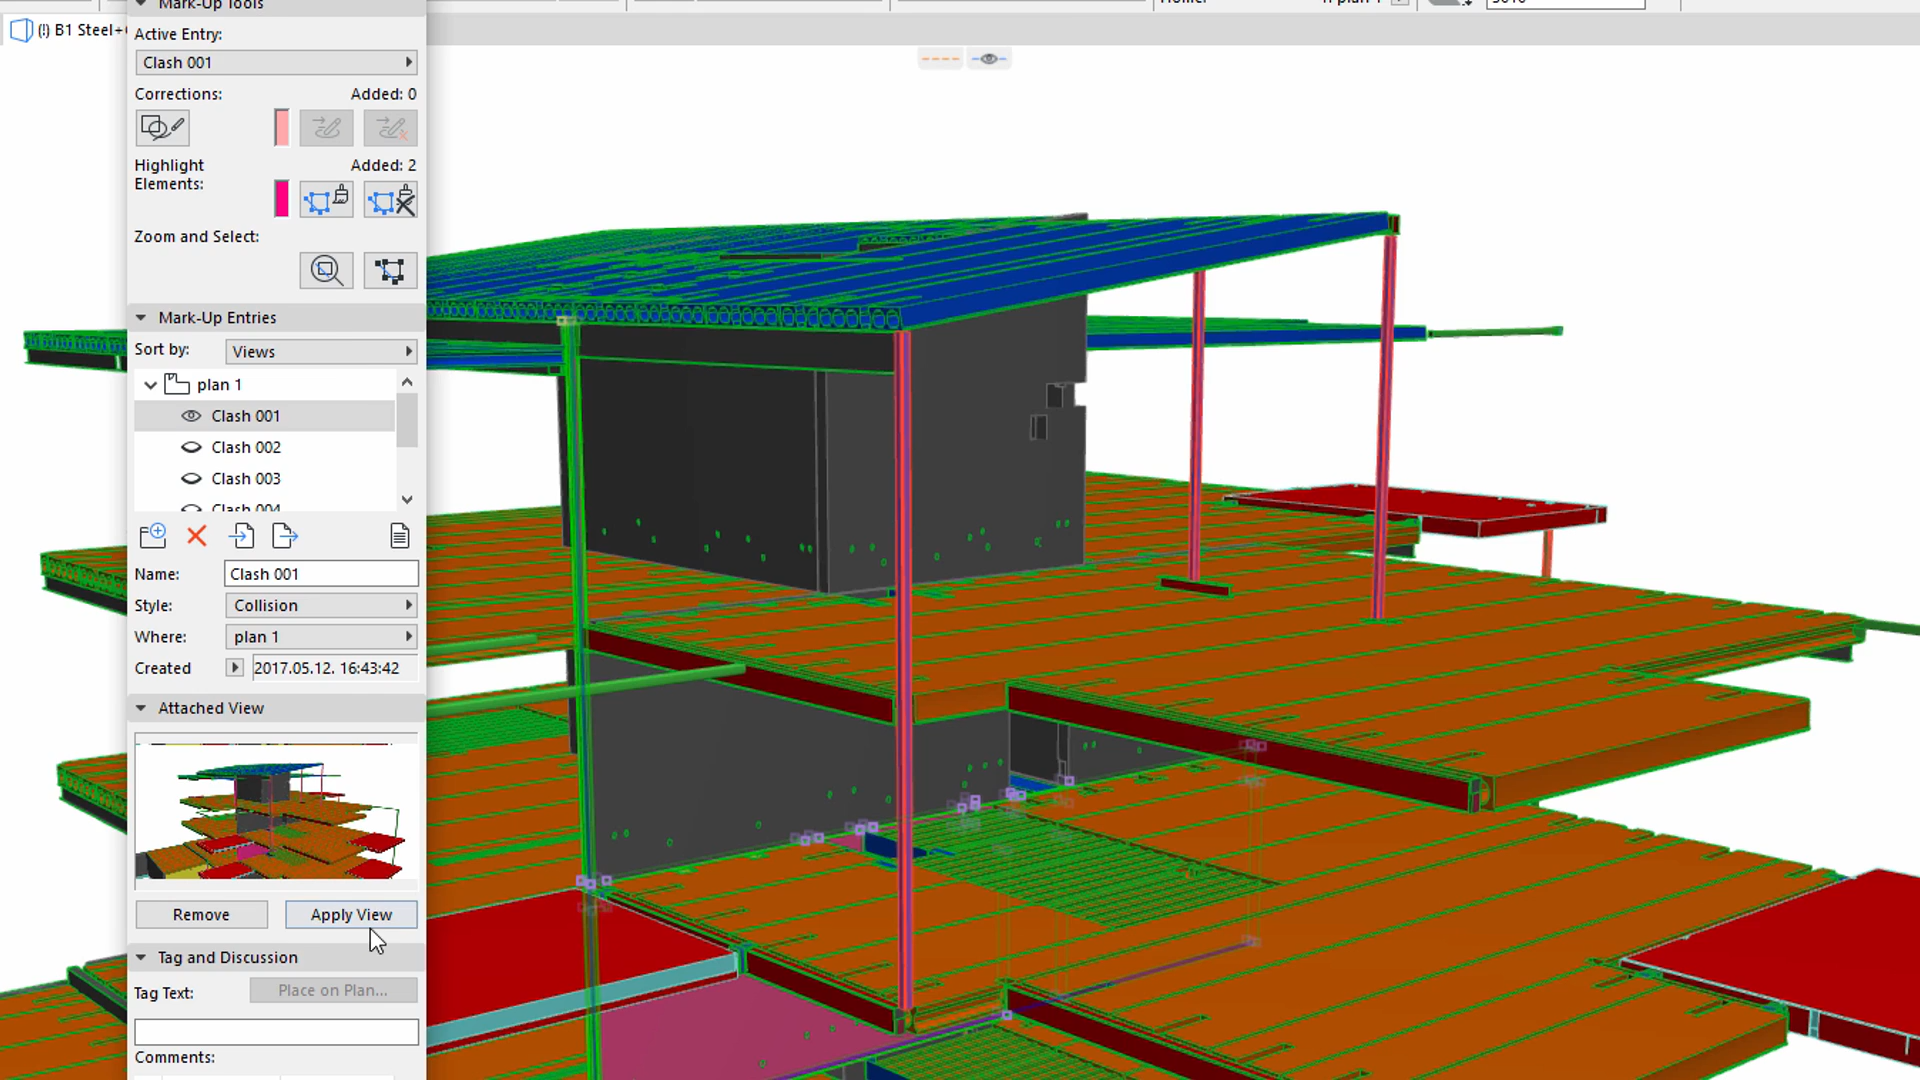 Mark-Up Tools
(!) B1 Steel+
Active Entry:
Clash 001
Corrections: Added: 0
Highlight Added: 2
Elements:
Zoom and Select:
Mark-Up Entries
Sort by: Views
plan 1
Clash 001
Clash 002
Clash 003
Clash 004
Name: Clash 001
Style: Collision
Where: plan 1
Created 2017.05.12. 16:43:42
Attached View
Remove Apply View
Tag and Discussion
Tag Text: Place on Plan...
Comments: